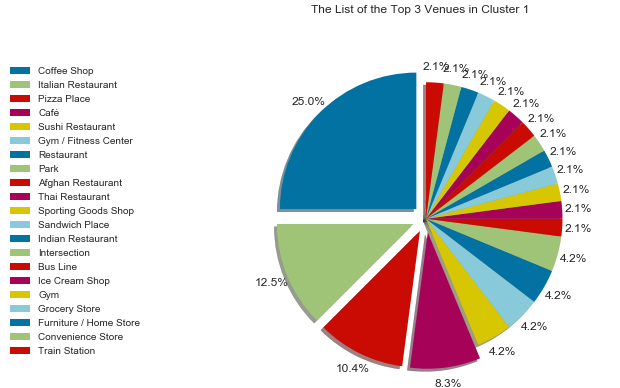 The List of the Top 3 Venues in Cluster 1
Coffee Shop
Italian Restaurant
Pizza Place
Café
Sushi Restaurant
Gym / Fitness Center
Restaurant
Park
Afghan Restaurant
Thai Restaurant
Sporting Goods Shop
Sandwich Place
Indian Restaurant
Intersection
Bus Line
Ice Cream Shop
Gym
Grocery Store
Furniture / Home Store
Convenience Store
Train Station
25.0%
12.5%
10.4%
8.3%
4.2%
4.2%
4.2%
4.2%
2.1%
2.1%
2.1%
2.1%
2.1%
2.1%
2.1%
2.1%
2.1%
2.1%
2.1%
2.1%
2.1%